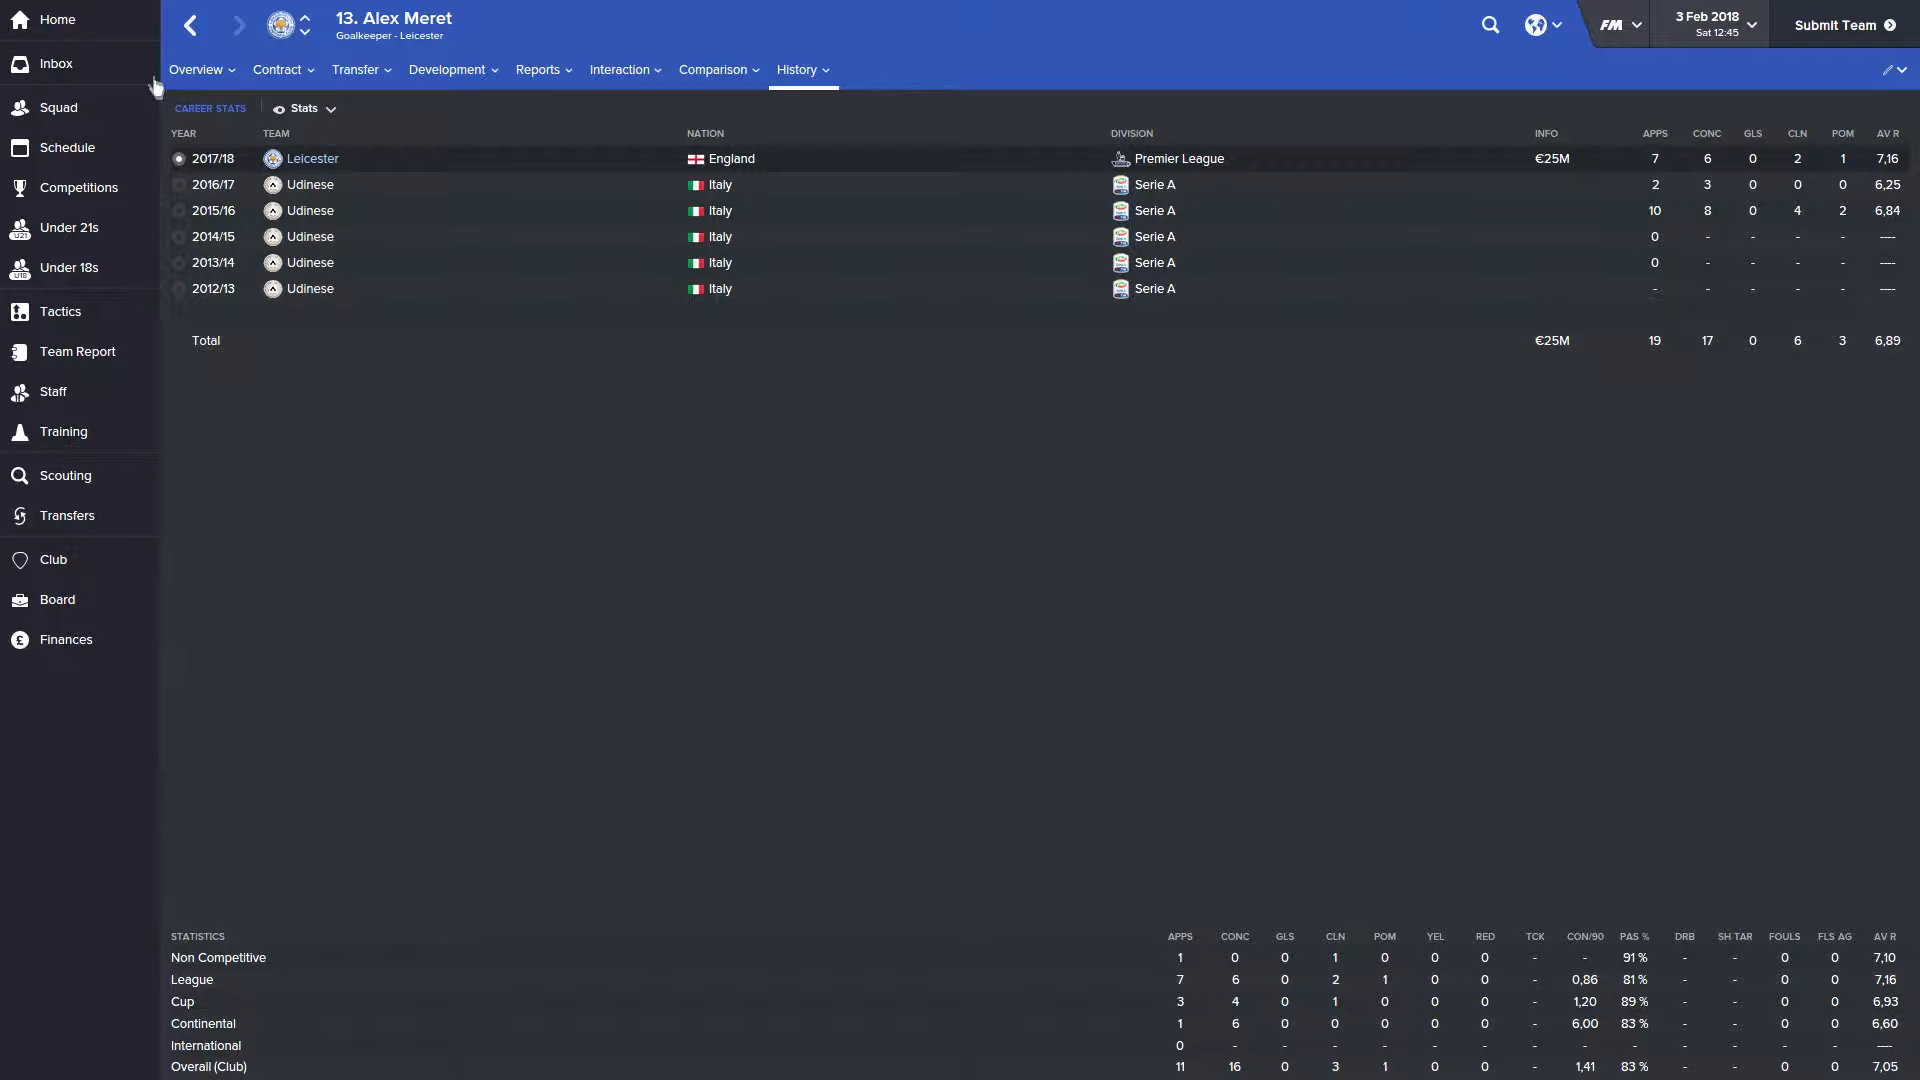 Home
Inbox
Squad
Schedule
Competitions
Under 21s
Under 18s
Tactics
Team Report
Staff
Training
Scouting
Transfers
Club
Board
Finances
13. Alex Meret
Goalkeeper - Leicester
FM
3 Feb 2018
Sat 12:45
Submit Team
Overview Contract Transfer Development Reports Interaction Comparison History
CAREER STATS Stats
YEAR TEAM NATION DIVISION INFO APPS CONC GLS CLN POM AV R
2017/18 Leicester England Premier League €25M 7 6 0 2 1 7,16
2016/17 Udinese Italy Serie A 2 3 0 0 0 6,25
2015/16 Udinese Italy Serie A 10 8 0 4 2 6,84
2014/15 Udinese Italy Serie A 0 - - - - ----
2013/14 Udinese Italy Serie A 0 - - - - ----
2012/13 Udinese Italy Serie A - - - - - ----
Total €25M 19 17 0 6 3 6,89
STATISTICS APPS CONC GLS CLN POM YEL RED TCK CON/90 PAS % DRB SH TAR FOULS FLS AG AV R
Non Competitive 1 0 0 1 0 0 0 - - 91 % - - 0 0 7,10
League 7 6 0 2 1 0 0 - 0,86 81 % - - 0 0 7,16
Cup 3 4 0 1 0 0 0 - 1,20 89 % - - 0 0 6,93
Continental 1 6 0 0 0 0 0 - 6,00 83 % - - 0 0 6,60
International 0 - - - - - - - - - - - - - ----
Overall (Club) 11 16 0 3 1 0 0 - 1,41 83 % - - 0 0 7,05